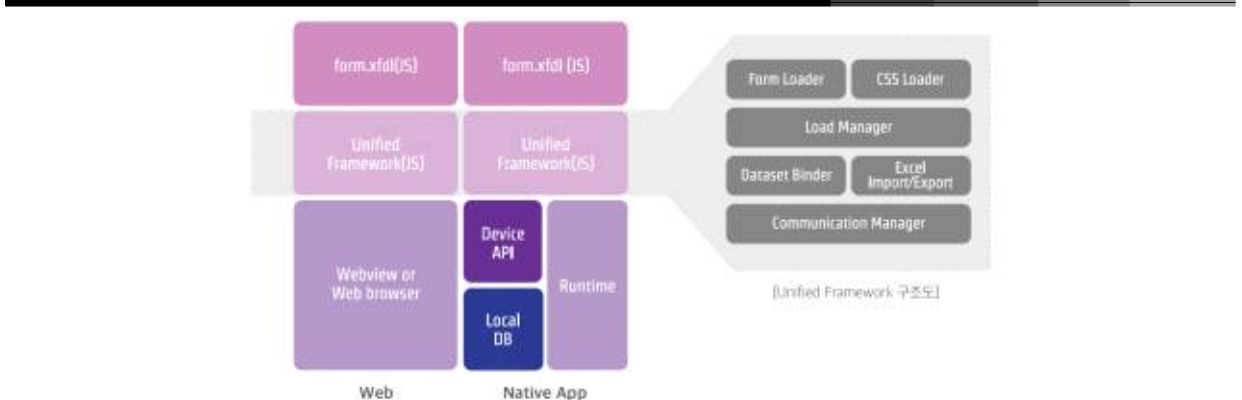 form.xfdl(JS)
form.xfdl (JS)
Unified
Framework(JS)
Unified
Framework(JS)
Webview or
Web browser
Device
API
Local
DB
Runtime
Web
Native App
Form Loader
CSS Loader
Load Manager
Dataset Binder
Excel
Import/Export
Communication Manager
[Unified Framework 구조도]